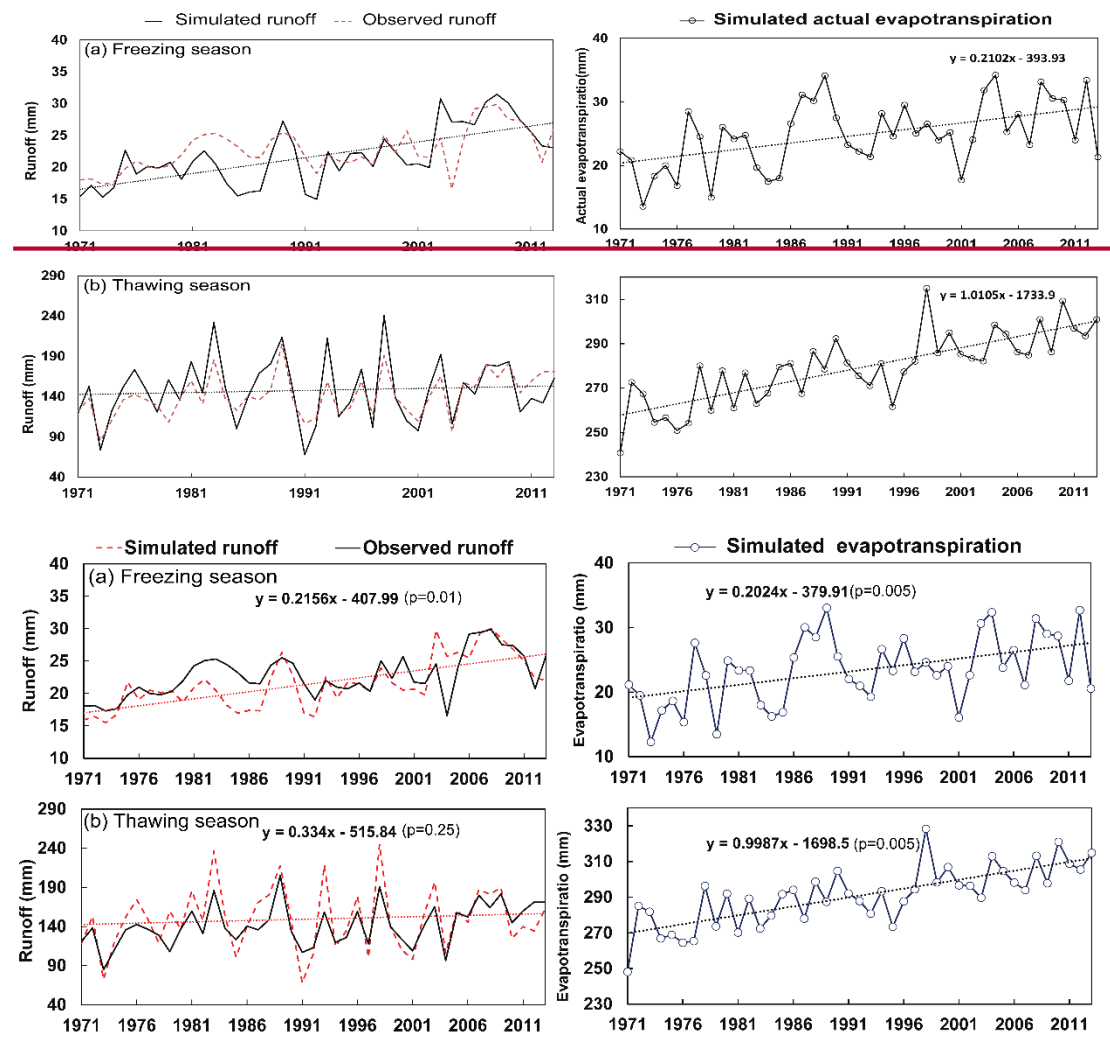 Simulated runoff Observed runoff
(a) Freezing season
Runoff (mm)
40
35
30
25
20
15
10
1971 1981 1991 2001 2011
Simulated actual evapotranspiration
y = 0.2102x - 393.93
Actual evapotranspiratio(mm)
40
30
20
10
1971 1976 1981 1986 1991 1996 2001 2006 2011
(b) Thawing season
Runoff (mm)
290
240
190
140
90
40
1971 1981 1991 2001 2011
y = 1.0105x - 1733.9
310
290
270
250
230
1971 1976 1981 1986 1991 1996 2001 2006 2011
Simulated runoff Observed runoff
(a) Freezing season
y = 0.2156x - 407.99 (p=0.01)
Runoff (mm)
40
35
30
25
20
15
10
1971 1976 1981 1986 1991 1996 2001 2006 2011
Simulated evapotranspiration
y = 0.2024x - 379.91(p=0.005)
Evapotranspiratio (mm)
40
30
20
10
1971 1976 1981 1986 1991 1996 2001 2006 2011
(b) Thawing season
y = 0.334x - 515.84 (p=0.25)
Runoff (mm)
290
240
190
140
90
40
1971 1976 1981 1986 1991 1996 2001 2006 2011
y = 0.9987x - 1698.5 (p=0.005)
Evapotranspiratio (mm)
330
310
290
270
250
230
1971 1976 1981 1986 1991 1996 2001 2006 2011